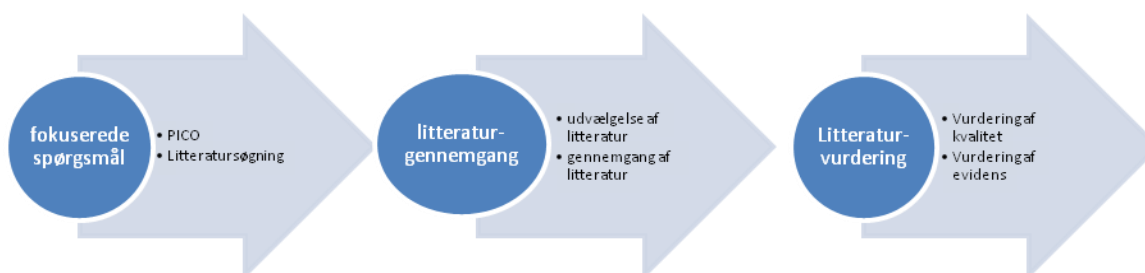 fokuserede
spørgsmål
• PICO
• Litteratursøgning
litteratur-
gennemgang
• udvælgelse af
litteratur
• gennemgang af
litteratur
Litteratur-
vurdering
• Vurdering af
kvalitet
• Vurdering af
evidens